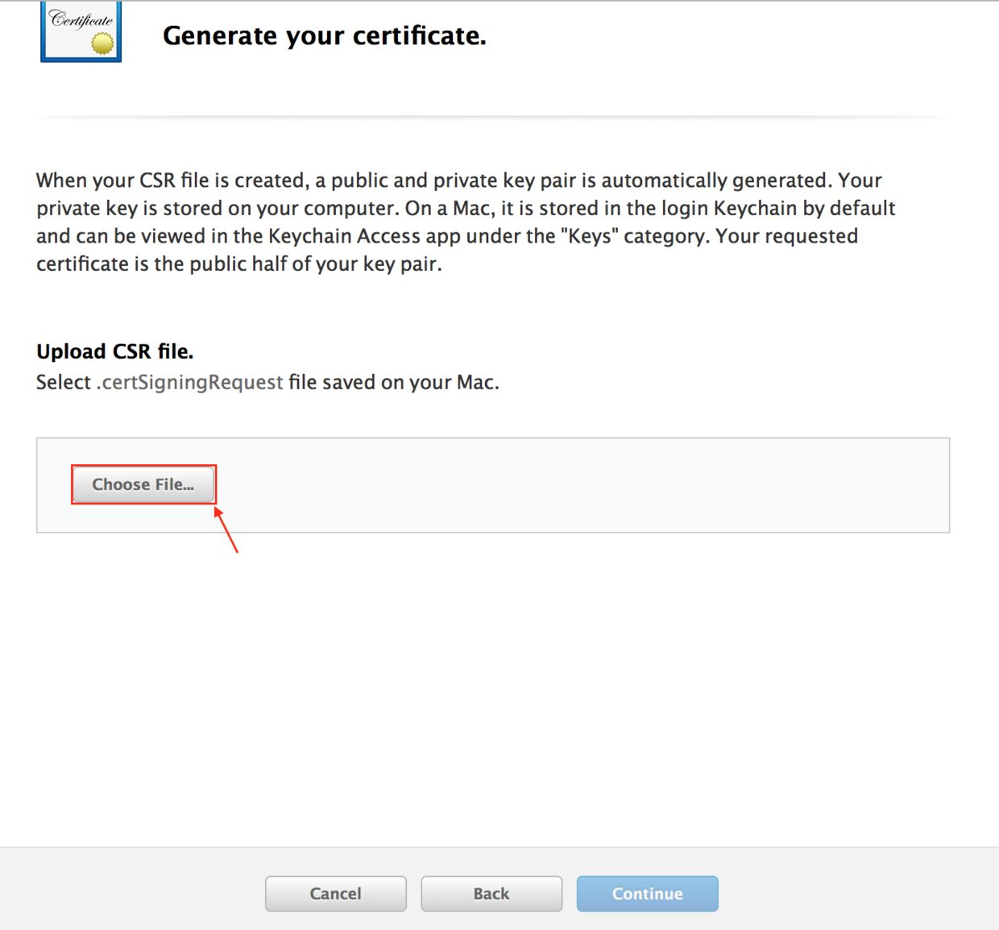 Certificate
Generate your certificate.
When your CSR file is created, a public and private key pair is automatically generated. Your
private key is stored on your computer. On a Mac, it is stored in the login Keychain by default
and can be viewed in the Keychain Access app under the "Keys" category. Your requested
certificate is the public half of your key pair.
Upload CSR file.
Select .certSigningRequest file saved on your Mac.
Choose File...
Cancel Back Continue